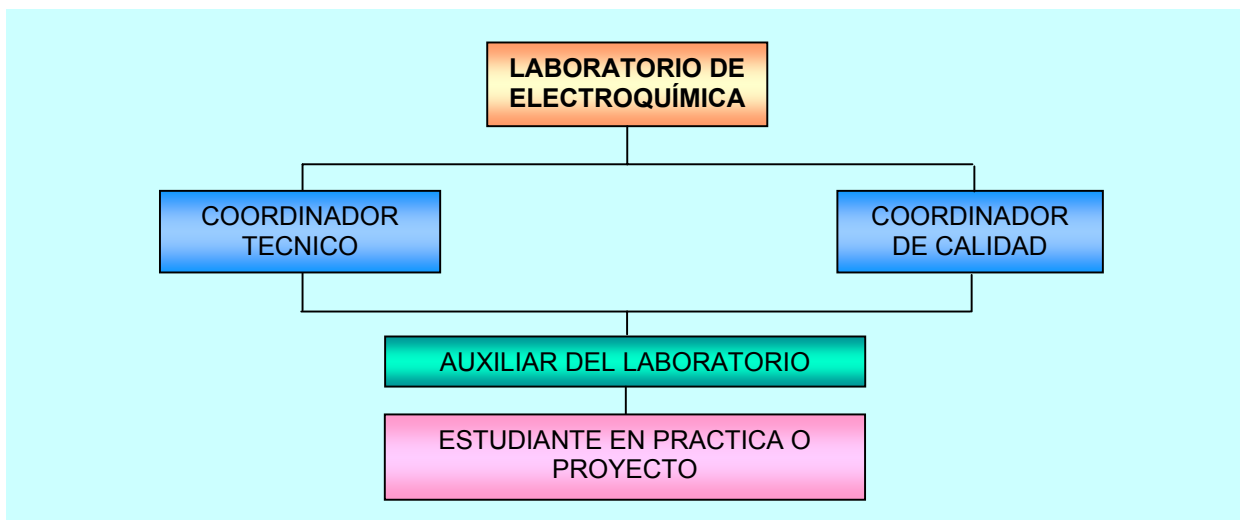 LABORATORIO DE
ELECTROQUÍMICA
COORDINADOR
TECNICO
COORDINADOR
DE CALIDAD
AUXILIAR DEL LABORATORIO
ESTUDIANTE EN PRACTICA O
PROYECTO